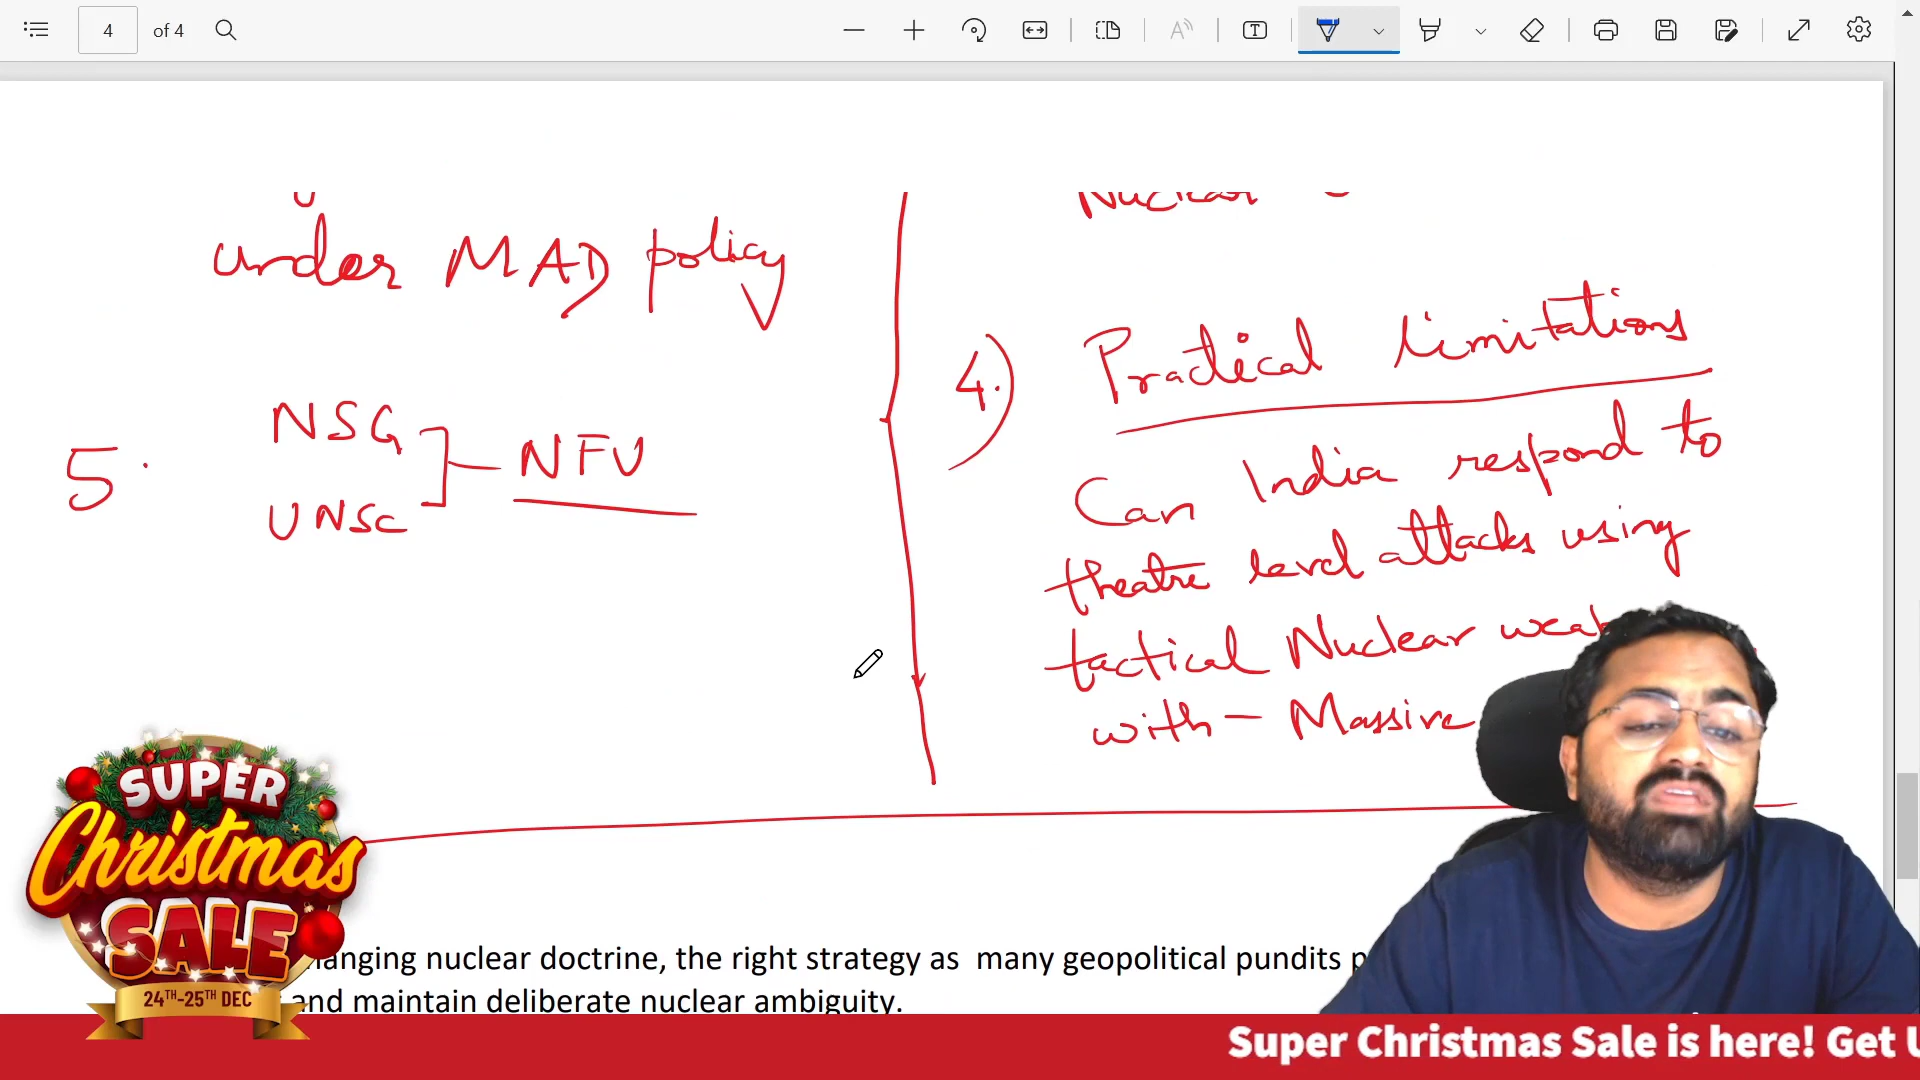 4 of 4
under MAD policy
5. NSG
UNSC
NFU
Nuclear
4.) Practical limitations
Can India respond to
theatre level attacks using
tactical Nuclear
with – Massive
SUPER
Christmas
SALE
24TH-25TH DEC
hanging nuclear doctrine, the right strategy as many geopolitical pundits
and maintain deliberate nuclear ambiguity.
Super Christmas Sale is here! Get